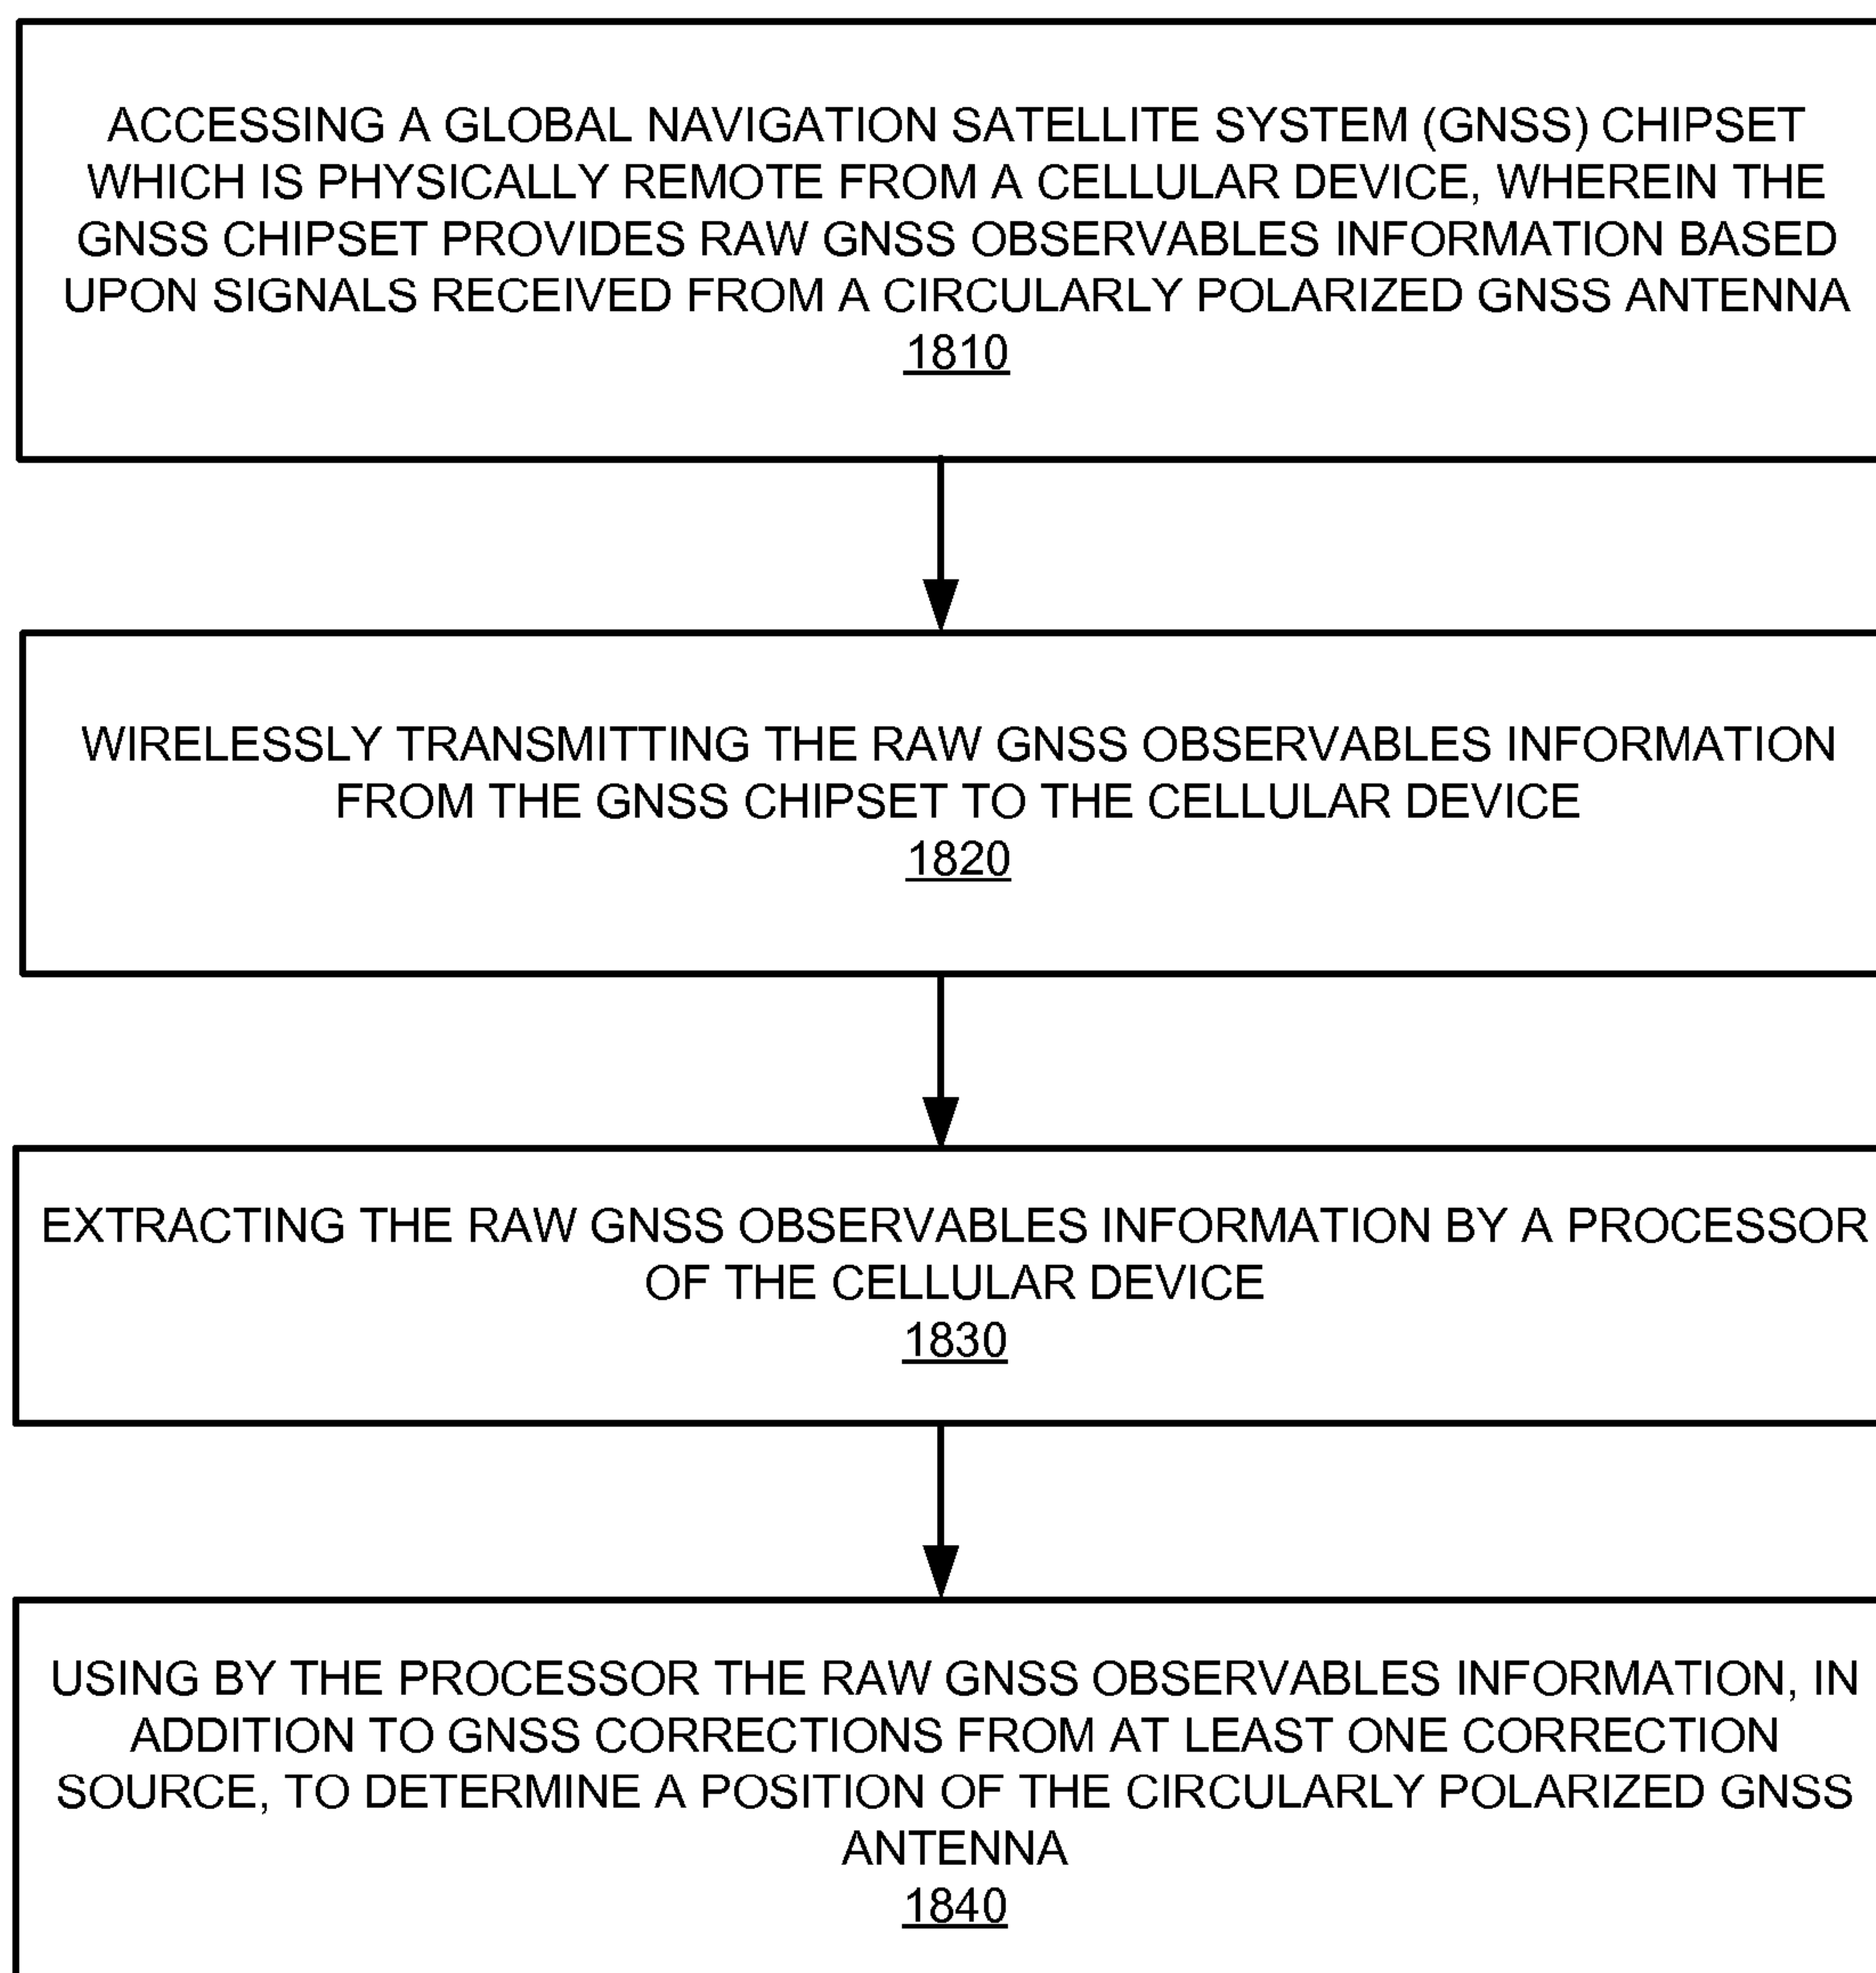 ACCESSING A GLOBAL NAVIGATION SATELLITE SYSTEM (GNSS) CHIPSET
WHICH IS PHYSICALLY REMOTE FROM A CELLULAR DEVICE, WHEREIN THE
GNSS CHIPSET PROVIDES RAW GNSS OBSERVABLES INFORMATION BASED
UPON SIGNALS RECEIVED FROM A CIRCULARLY POLARIZED GNSS ANTENNA
1810
WIRELESSLY TRANSMITTING THE RAW GNSS OBSERVABLES INFORMATION
FROM THE GNSS CHIPSET TO THE CELLULAR DEVICE
1820
EXTRACTING THE RAW GNSS OBSERVABLES INFORMATION BY A PROCESSOR
OF THE CELLULAR DEVICE
1830
USING BY THE PROCESSOR THE RAW GNSS OBSERVABLES INFORMATION, IN
ADDITION TO GNSS CORRECTIONS FROM AT LEAST ONE CORRECTION
SOURCE, TO DETERMINE A POSITION OF THE CIRCULARLY POLARIZED GNSS
ANTENNA
1840